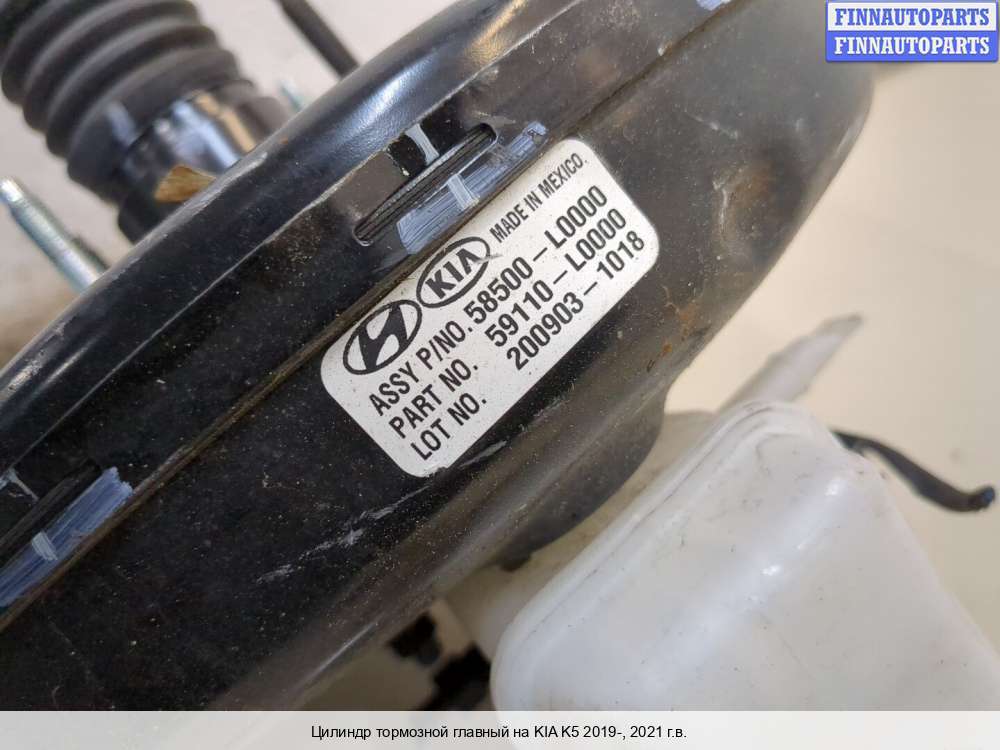 FINNAUTOPARTS
FINNAUTOPARTS
KIA MADE IN MEXICO.
ASSY P/NO. 58500-L0000
PART NO. 59110-L0000
LOT NO. 200903-1018
Цилиндр тормозной главный на KIA K5 2019-, 2021 г.в.